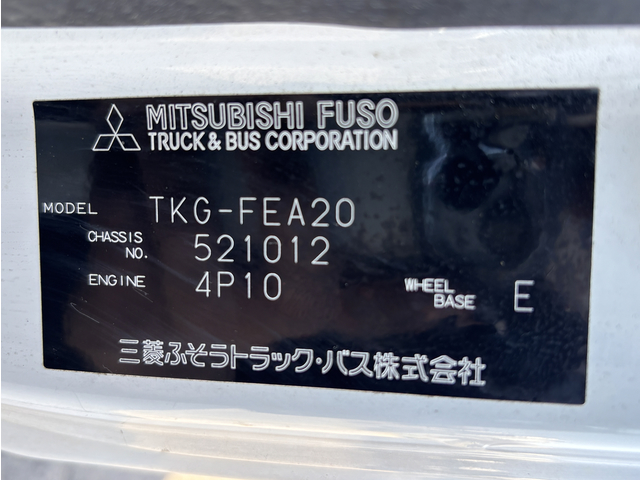 MITSUBISHI FUSO
TRUCK & BUS CORPORATION
MODEL TKG-FEA20
CHASSIS NO. 521012
ENGINE 4P10 WHEEL BASE E
三菱ふそうトラック・バス株式会社